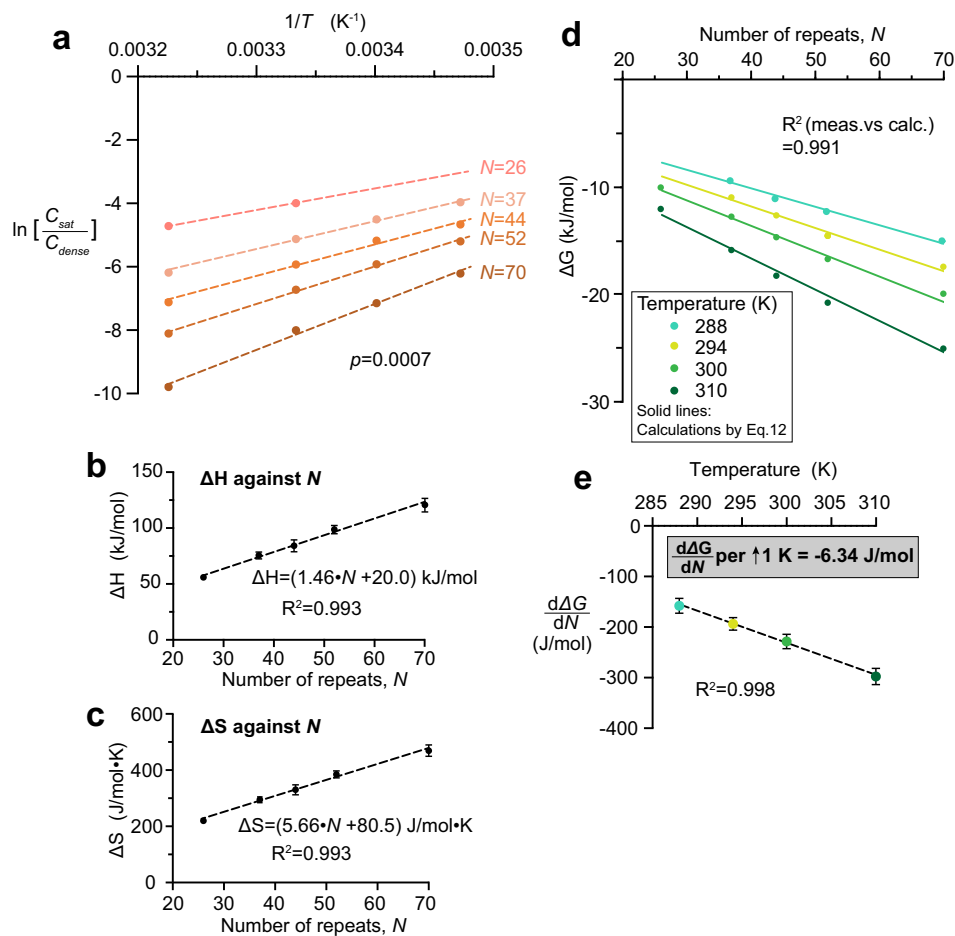 a
1/T (K-1)
0.0032 0.0033 0.0034 0.0035
0
-2
-4
-6
-8
-10
ln [ Csat / Cdense ]
N=26
N=37
N=44
N=52
N=70
p=0.0007
b
ΔH against N
150
100
50
0
ΔH (kJ/mol)
ΔH=(1.46•N +20.0) kJ/mol
R2=0.993
20 30 40 50 60 70
Number of repeats, N
c
ΔS against N
600
400
200
0
ΔS (J/mol•K)
ΔS=(5.66•N +80.5) J/mol•K
R2=0.993
20 30 40 50 60 70
Number of repeats, N
d
Number of repeats, N
20 30 40 50 60 70
R2 (meas.vs calc.)
=0.991
-10
-20
-30
ΔG (kJ/mol)
Temperature (K)
288
294
300
310
Solid lines:
Calculations by Eq.12
e
Temperature (K)
285 290 295 300 305 310
0
-100
-200
-300
-400
dΔG
dN
(J/mol)
dΔG/dN per ↑1 K = -6.34 J/mol
R2=0.998